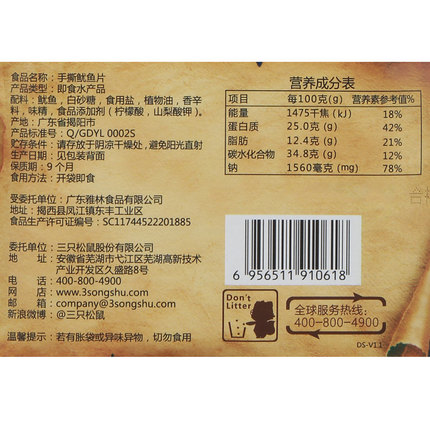 食品名称：手撕鱿鱼片
产品类型：即食水产品
配料：鱿鱼，白砂糖，食用盐，植物油，香辛
料，味精，食品添加剂（柠檬酸，山梨酸钾）。
产地：广东省揭阳市
产品标准号：Q/GDYL 0002S
贮存条件：请存放于阴凉干燥处，避免阳光直射
生产日期：见包装背面
保质期：9 个月
食用方法：开袋即食
受委托单位：广东雅林食品有限公司
地址：揭西县凤江镇东丰工业区
食品生产许可证编号：SC11744522201885
委托单位：三只松鼠股份有限公司
地址：安徽省芜湖市弋江区芜湖高新技术
产业开发区久盛路8号
电话：400-800-4900
网店：www.3songshu.com
邮箱：company@3songshu.com
新浪微博：@三只松鼠
温馨提示：若有胀袋或异味异物，切勿食用
营养成分表
项目 每100克(g) 营养素参考值%
能量 1475千焦 (kJ) 18%
蛋白质 25.0克 (g) 42%
脂肪 12.4克 (g) 21%
碳水化合物 34.8克 (g) 12%
钠 1560毫克 (mg) 78%
6 956511 910618
Don't
Litter
全球服务热线：
400-800-4900
DS-V1.1